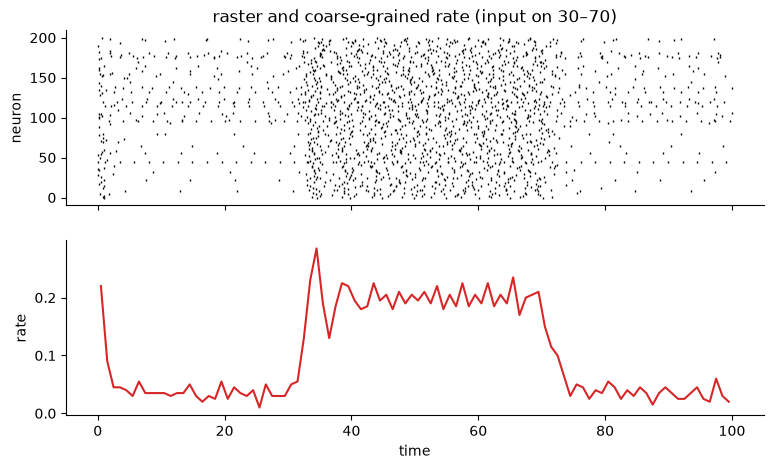 raster and coarse-grained rate (input on 30–70)
200
150
100
50
0
neuron
0.2
0.1
0.0
rate
0 20 40 60 80 100
time